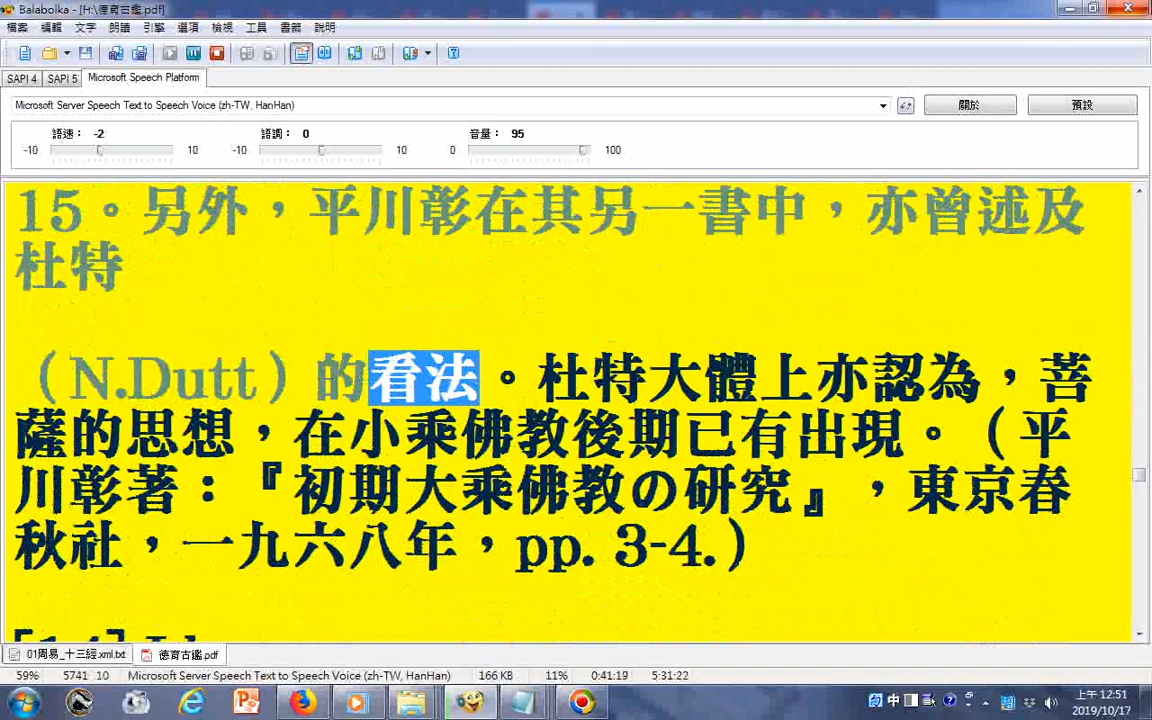 Balabolka - [H:\德育古鑑.pdf]
檔案 編輯 文字 朗讀 引擎 選項 檢視 工具 書籤 說明
SAPI 4 SAPI 5 Microsoft Speech Platform
Microsoft Server Speech Text to Speech Voice (zh-TW, HanHan) 關於 預設
語速： -2 語調： 0 音量： 95
-10 10 -10 10 0 100
15。另外，平川彰在其另一書中，亦曾述及
杜特
（N.Dutt）的看法。杜特大體上亦認為，菩
薩的思想，在小乘佛教後期已有出現。（平
川彰著：『初期大乘佛教の研究』，東京春
秋社，一九六八年，pp. 3-4.）
01周易_十三經.xml.txt 德育古鑑.pdf
59% 5741 10 Microsoft Server Speech Text to Speech Voice (zh-TW, HanHan) 166 KB 11% 0:41:19 5:31:22
中 上午 12:51
2019/10/17